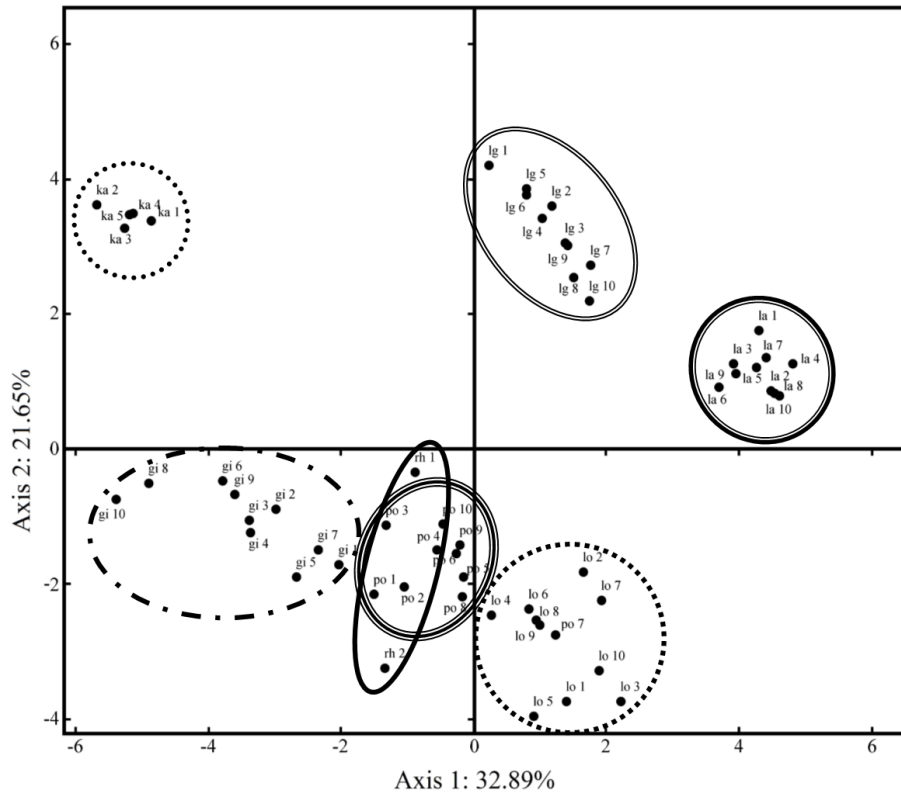 6
lg 1
4
ka 2
lg 5
lg 2
ka 5
ka 4
ka 1
lg 6
lg 4
lg 3
ka 3
lg 9
lg 7
lg 8
lg 10
2
la 1
la 3
la 7
la 4
la 9
la 5
la 2
la 8
la 6
la 10
0
rh 1
gi 8
gi 6
gi 9
gi 10
gi 3
gi 2
gi 4
po 3
po 10
po 4
po 9
gi 7
po 6
gi 5
gi
po 1
po 5
lo 2
-2
po 2
po 8
lo 4
lo 6
lo 7
lo 8
lo 9
po 7
rh 2
lo 10
lo 5
lo 1
lo 3
-4
-6
-4
-2
0
2
4
6
Axis 1: 32.89%
Axis 2: 21.65%